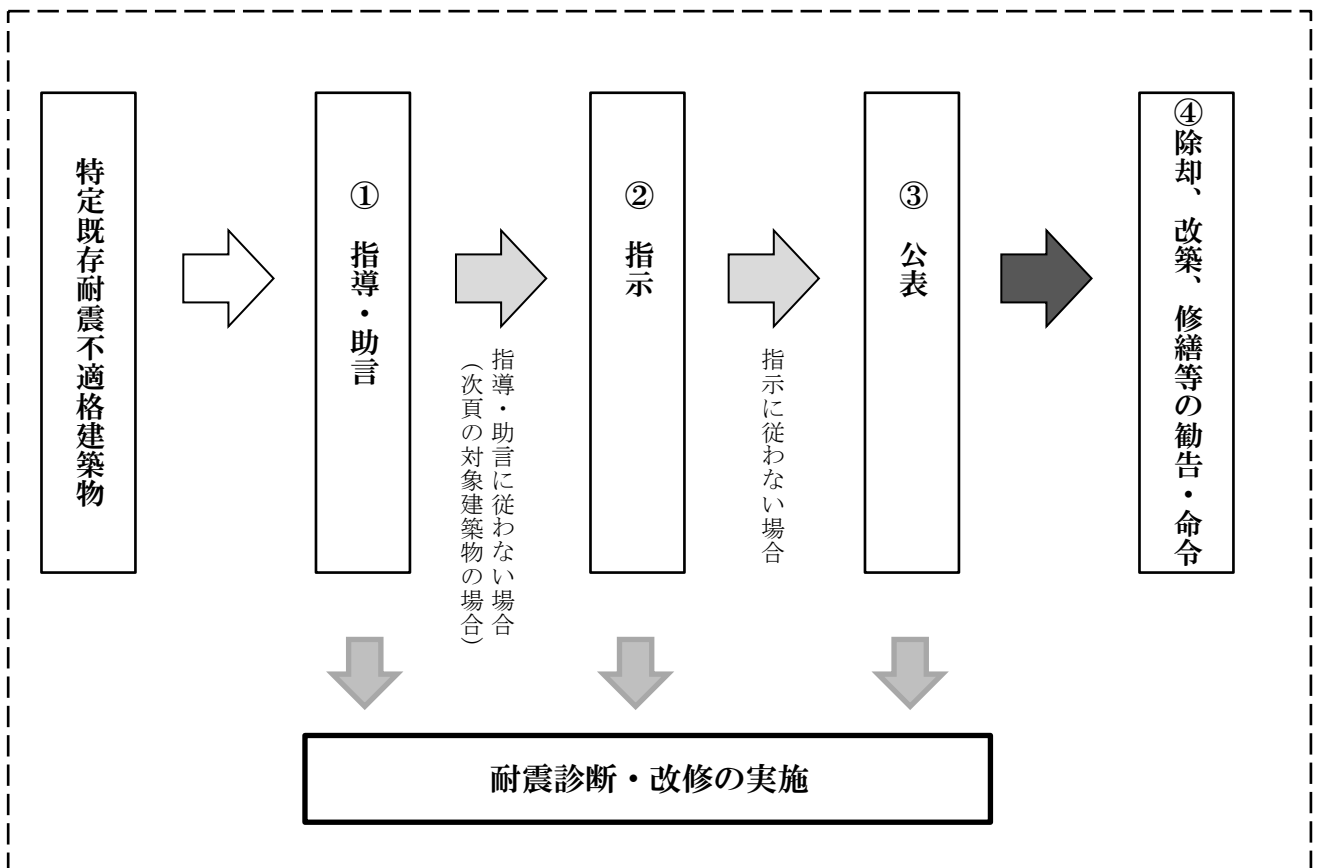 特定既存耐震不適格建築物
① 指導・助言
指導・助言に従わない場合
（次頁の対象建築物の場合）
② 指示
指示に従わない場合
③ 公表
④除却、改築、修繕等の勧告・命令
耐震診断・改修の実施